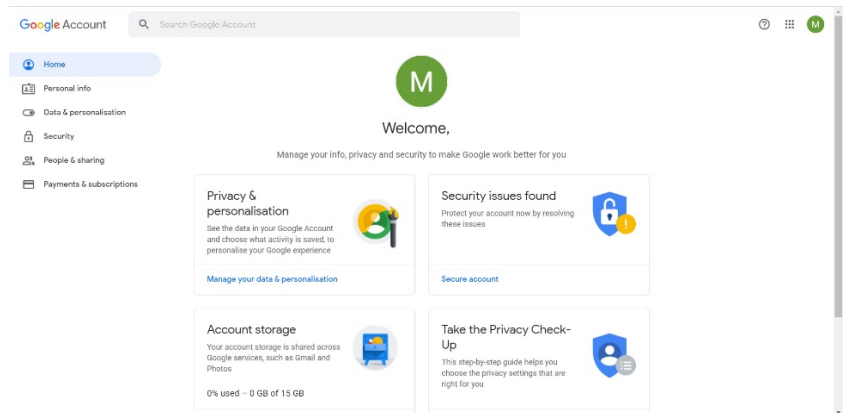 Google Account
Search Google Account
M
Home
Personal info
Data & personalisation
Security
People & sharing
Payments & subscriptions
M
Welcome,
Manage your info, privacy and security to make Google work better for you
Privacy &
personalisation
See the data in your Google Account
and choose what activity is saved, to
personalise your Google experience
Manage your data & personalisation
Security issues found
Protect your account now by resolving
these issues
Secure account
Account storage
Your account storage is shared across
Google services, such as Gmail and
Photos
0% used – 0 GB of 15 GB
Take the Privacy Check-
Up
This step-by-step guide helps you
choose the privacy settings that are
right for you